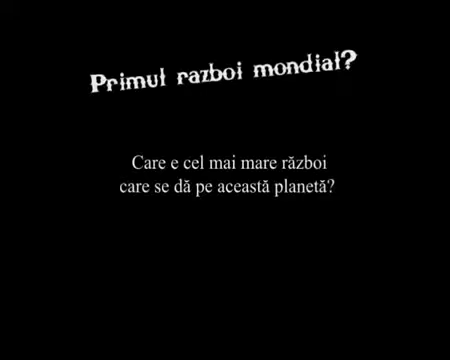 Primul razboi mondial?
Care e cel mai mare război
care se dă pe această planetă?